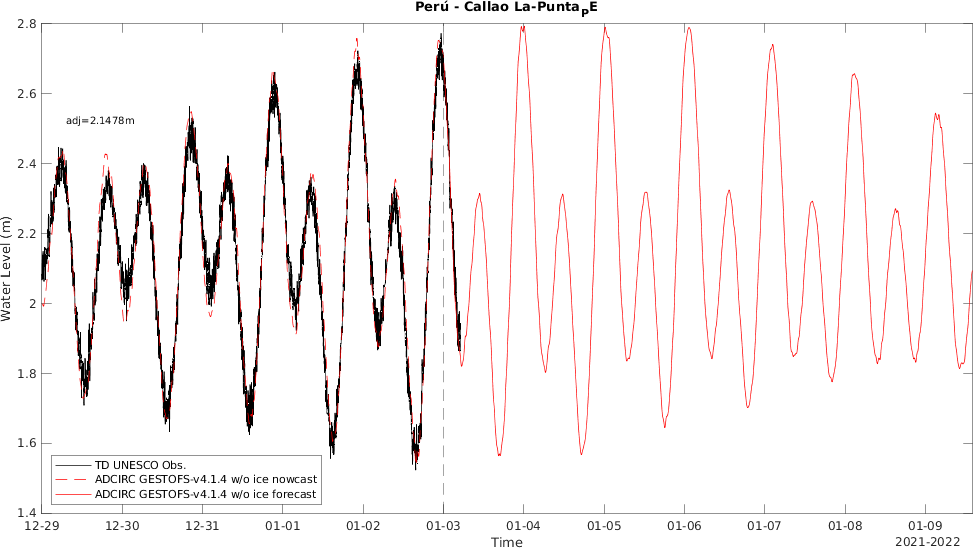 Perú - Callao La-PuntaPE
2.8
2.6
adj=2.1478m
2.4
2.2
Water Level (m)
2
1.8
1.6
TD UNESCO Obs.
ADCIRC GESTOFS-v4.1.4 w/o ice nowcast
ADCIRC GESTOFS-v4.1.4 w/o ice forecast
1.4
12-29 12-30 12-31 01-01 01-02 01-03 01-04 01-05 01-06 01-07 01-08 01-09
Time
2021-2022